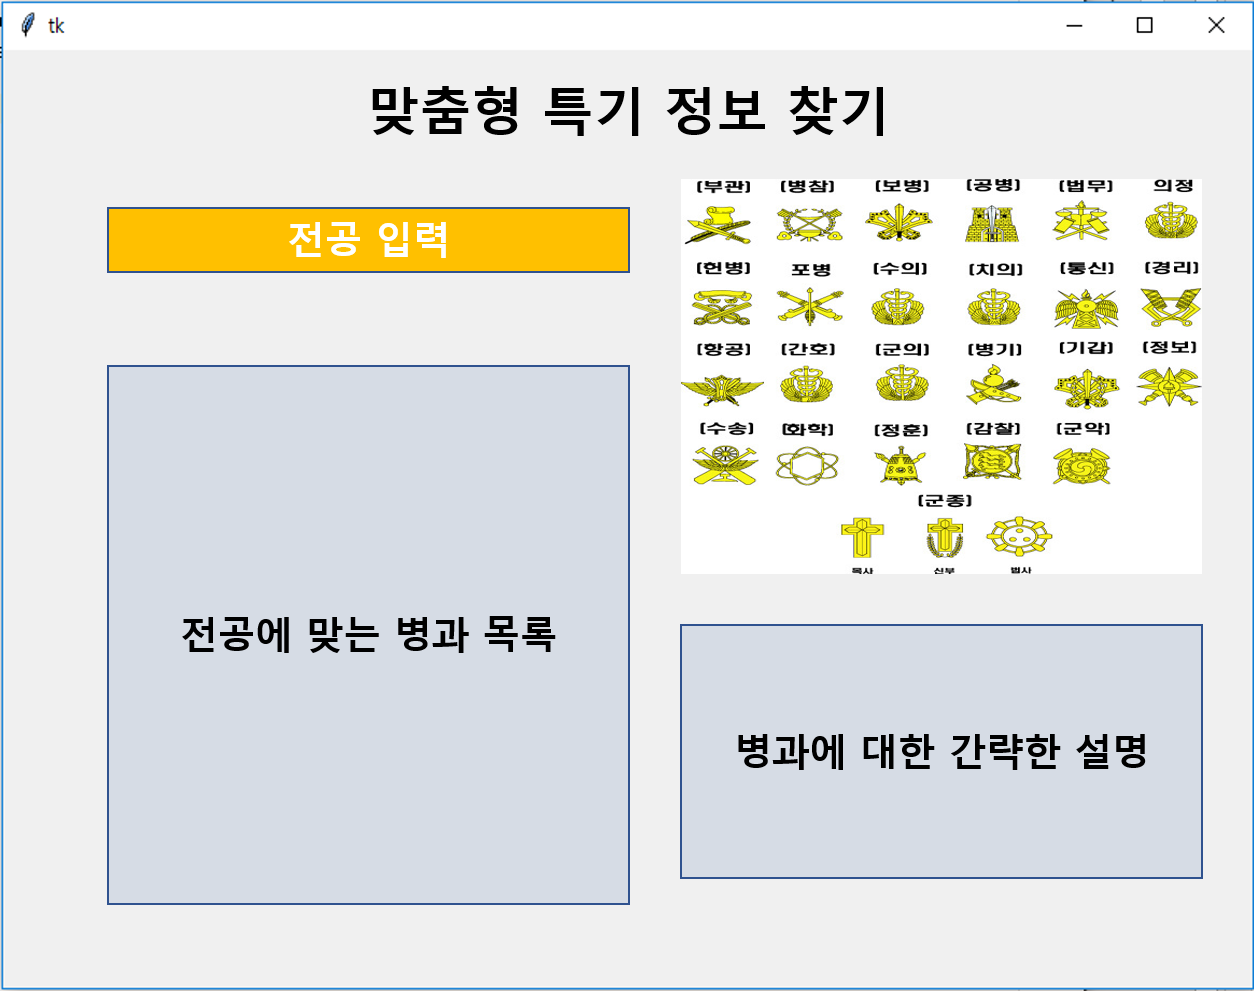 tk
맞춤형 특기 정보 찾기
전공 입력
전공에 맞는 병과 목록
(부관) (병참) (보병) (공병) (법무) 의정
(헌병) 포병 (수의) (치의) (통신) (경리)
(항공) (간호) (군의) (병기) (기갑) (정보)
(수송) (화학) (정훈) (감찰) (군악)
(군종)
목사 신부 법사
병과에 대한 간략한 설명